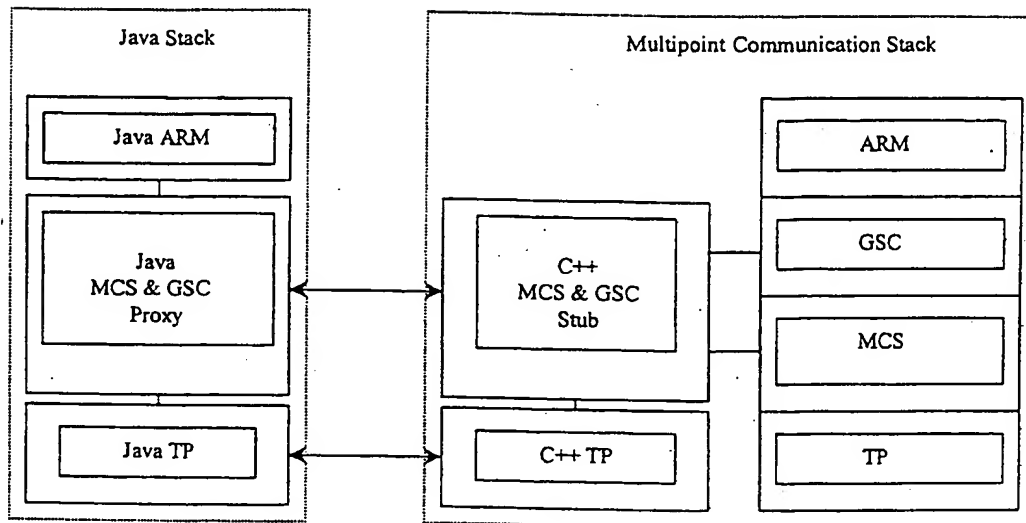 Java Stack
Multipoint Communication Stack
Java ARM
ARM
Java
MCS & GSC
Proxy
C++
MCS & GSC
Stub
GSC
MCS
Java TP
C++ TP
TP